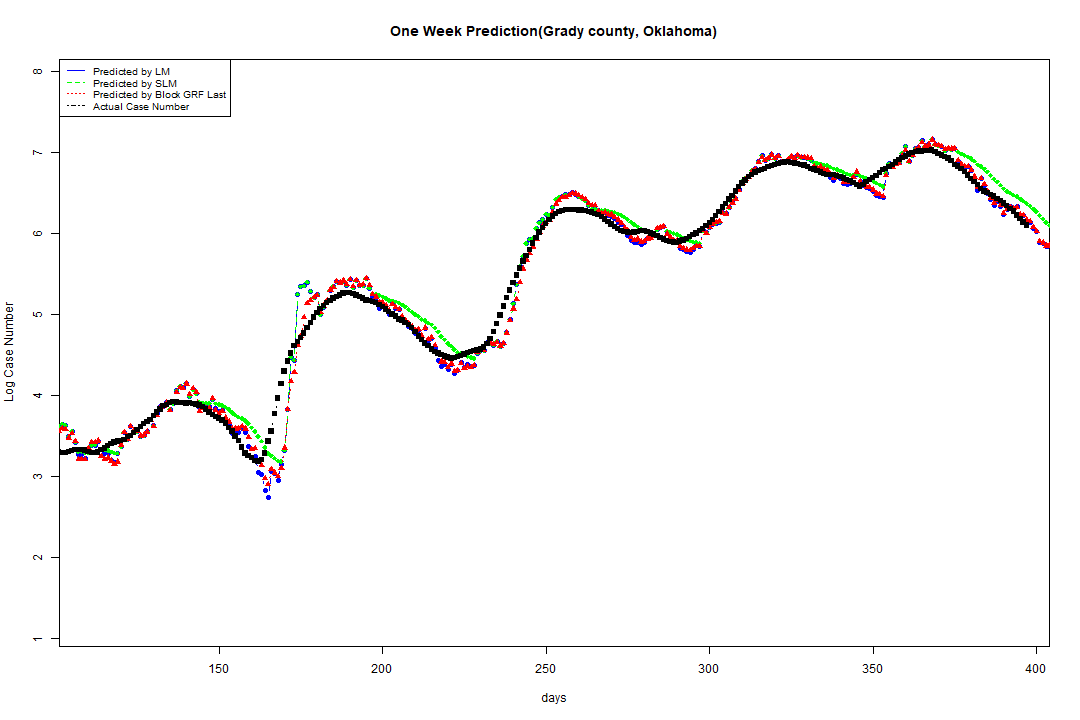 One Week Prediction(Grady county, Oklahoma)
Predicted by LM
Predicted by SLM
Predicted by Block GRF Last
Actual Case Number
8
7
6
5
4
3
2
1
Log Case Number
150 200 250 300 350 400
days